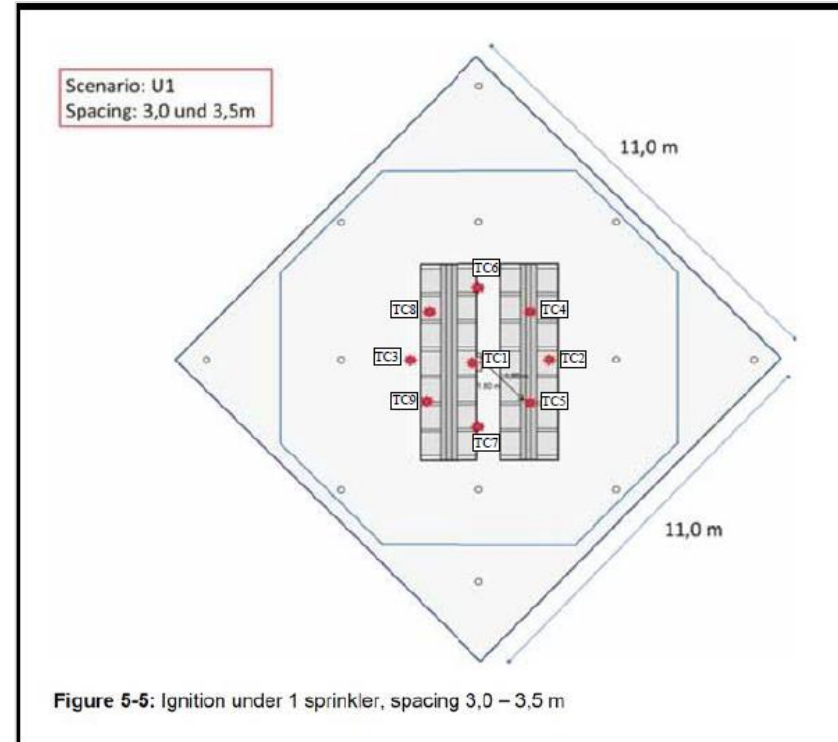 Scenario: U1
Spacing: 3,0 und 3,5m
11,0 m
TC6
TC8
TC4
TC3
TC1
TC2
TC9
TC5
TC7
11,0 m
Figure 5-5: Ignition under 1 sprinkler, spacing 3,0 – 3,5 m